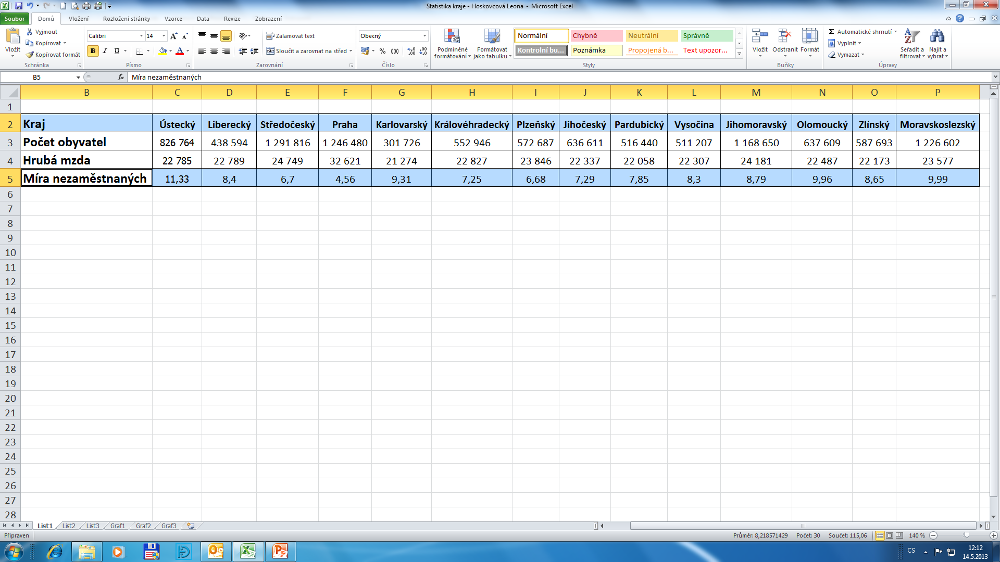 Statistika kraje - Hoskovcová Leona - Microsoft Excel
Soubor Domů Vložení Rozložení stránky Vzorce Data Revize Zobrazení
Vložit
Vyjmout
Kopírovat
Kopírovat formát
Schránka
Calibri 14
B I U A
Písmo
Zalamovat text
Sloučit a zarovnat na střed
Zarovnání
Obecný
% 000
Číslo
Podmíněné formátování
Formátovat jako tabulku
Normální Chybně Neutrální Správně
Kontrolní bu... Poznámka Propojená b... Text upozor...
Styly
Vložit Odstranit Formát
Buňky
Σ Automatické shrnutí
Vyplnit
Vymazat
Seřadit a filtrovat
Najít a vybrat
Úpravy
B5 fx Míra nezaměstnaných
B C D E F G H I J K L M N O P
1
2 Kraj Ústecký Liberecký Středočeský Praha Karlovarský Královéhradecký Plzeňský Jihočeský Pardubický Vysočina Jihomoravský Olomoucký Zlínský Moravskoslezský
3 Počet obyvatel 826 764 438 594 1 291 816 1 246 480 301 726 552 946 572 687 636 611 516 440 511 207 1 168 650 637 609 587 693 1 226 602
4 Hrubá mzda 22 785 22 789 24 749 32 621 21 274 22 827 23 846 22 337 22 058 22 307 24 181 22 487 22 173 23 577
5 Míra nezaměstnaných 11,33 8,4 6,7 4,56 9,31 7,25 6,68 7,29 7,85 8,3 8,79 9,96 8,65 9,99
6
7
8
9
10
11
12
13
14
15
16
17
18
19
20
21
22
23
24
25
26
27
28
List1 List2 List3 Graf1 Graf2 Graf3
Připraven Průměr: 8,218571429 Počet: 30 Součet: 115,06 140 %
CS 12:12
14.5.2013